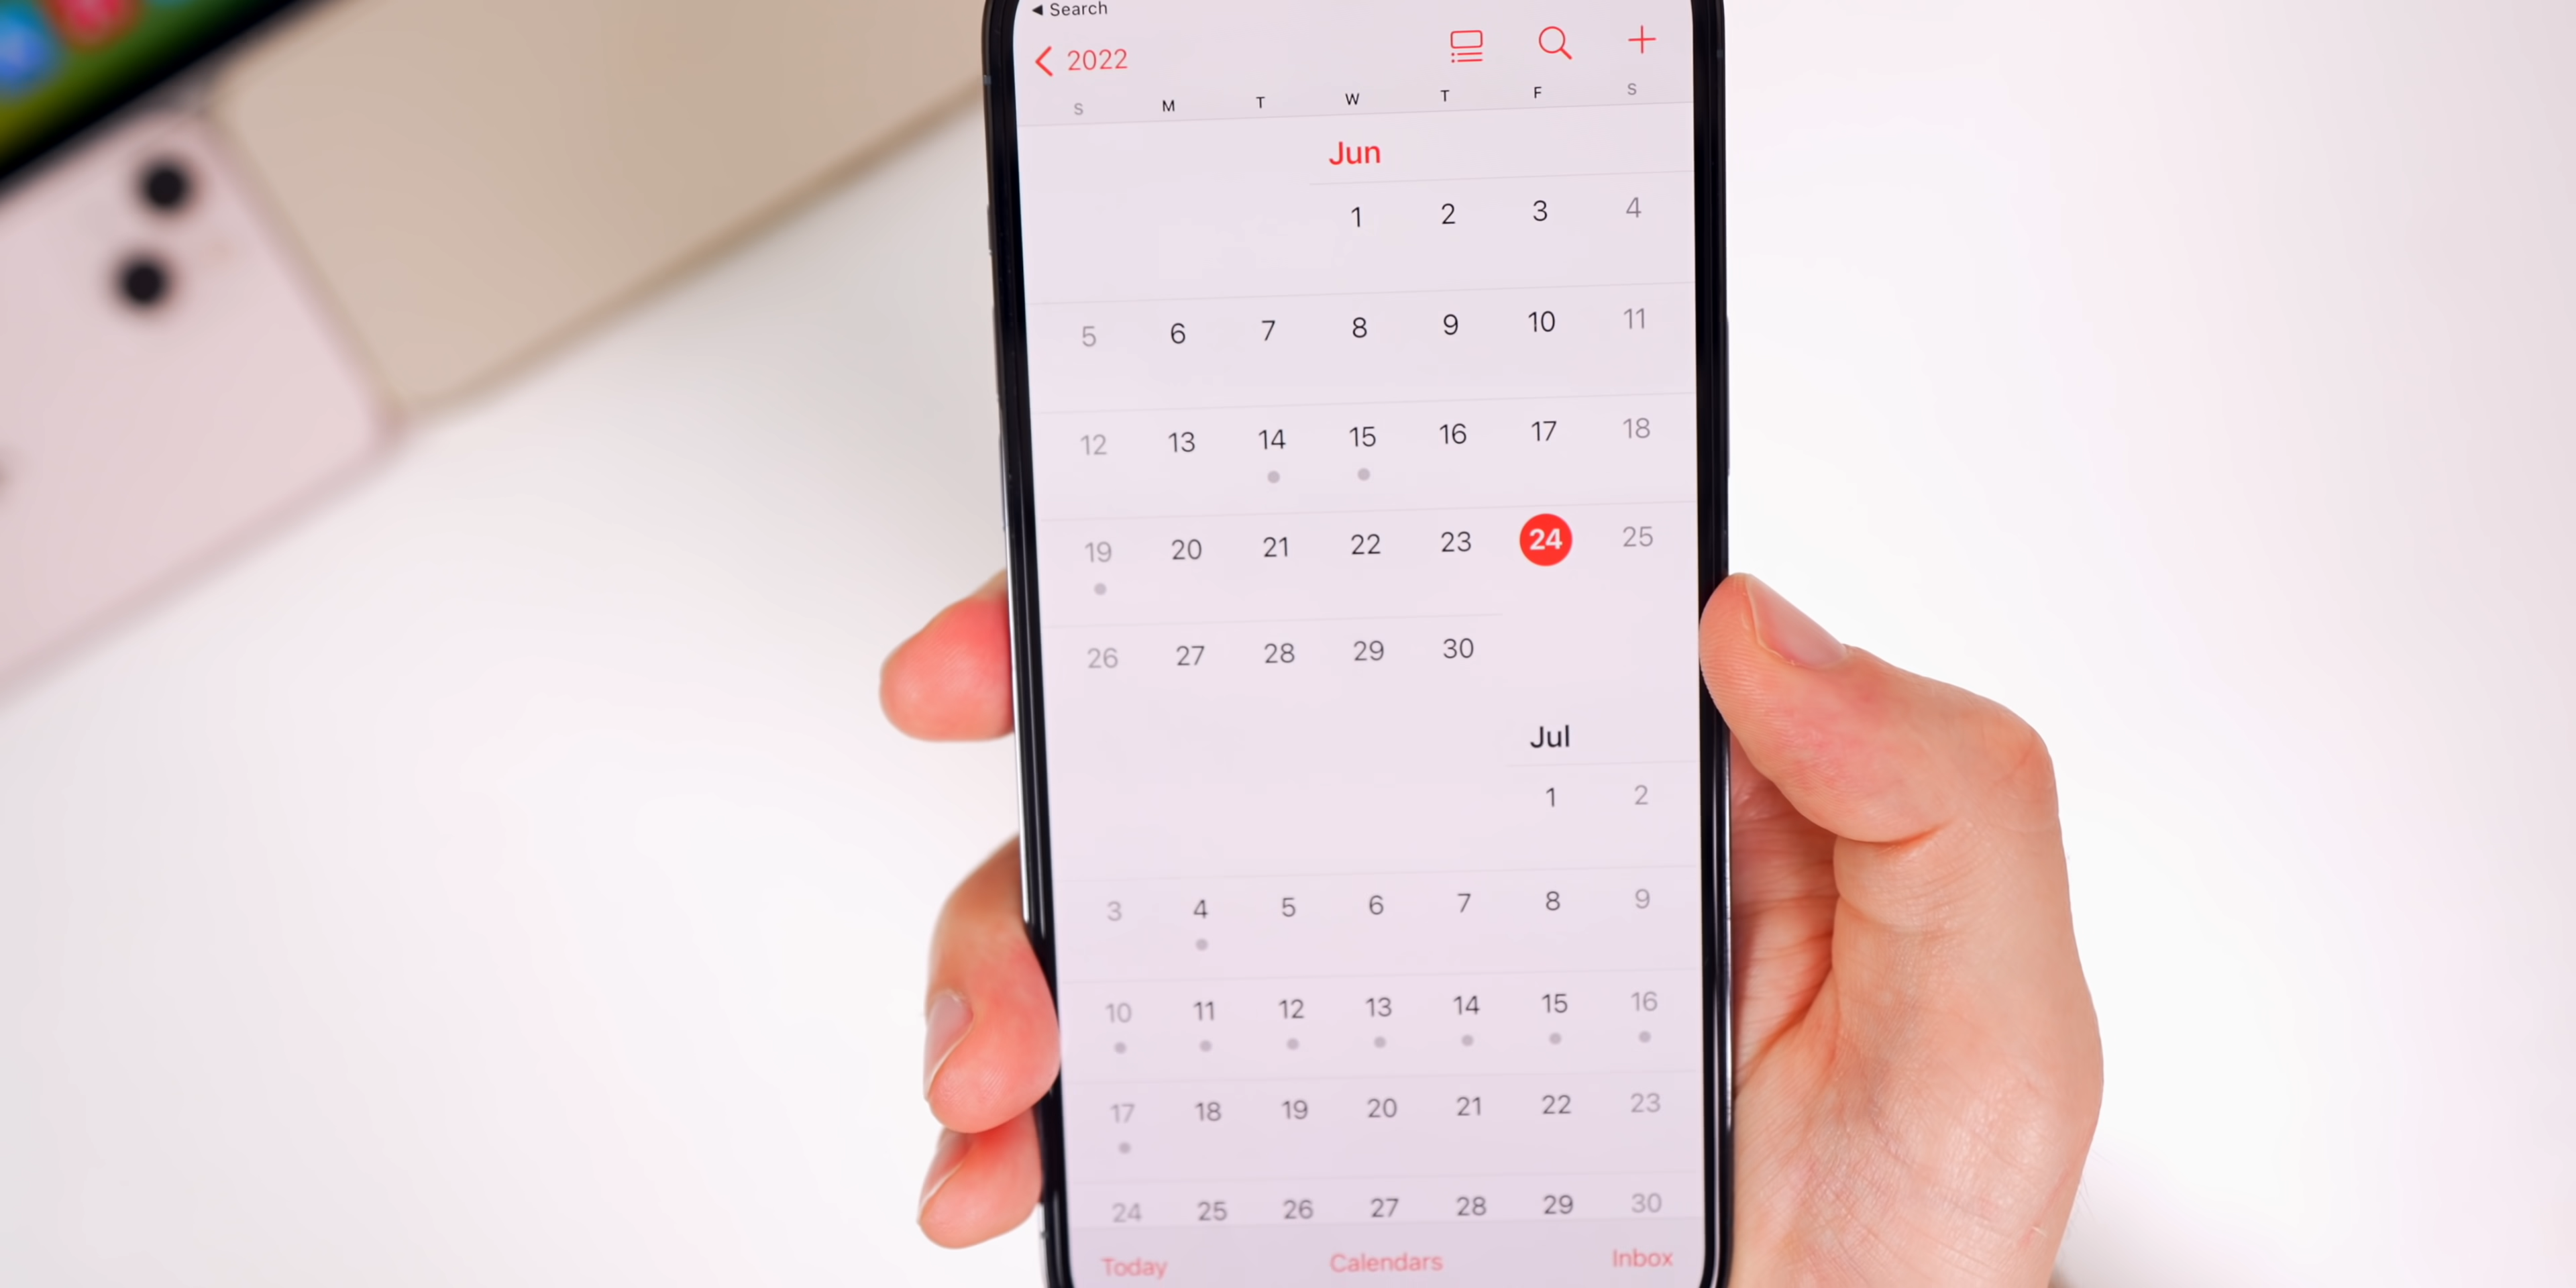 ◀ Search
2022
S M T W T F S
Jun
1 2 3 4
5 6 7 8 9 10 11
12 13 14 15 16 17 18
19 20 21 22 23 24 25
26 27 28 29 30
Jul
1 2
3 4 5 6 7 8 9
10 11 12 13 14 15 16
17 18 19 20 21 22 23
24 25 26 27 28 29 30
Today Calendars Inbox